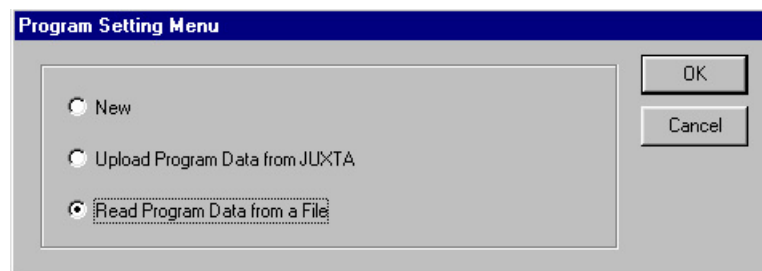 Program Setting Menu
New
Upload Program Data from JUXTA
Read Program Data from a File
OK
Cancel